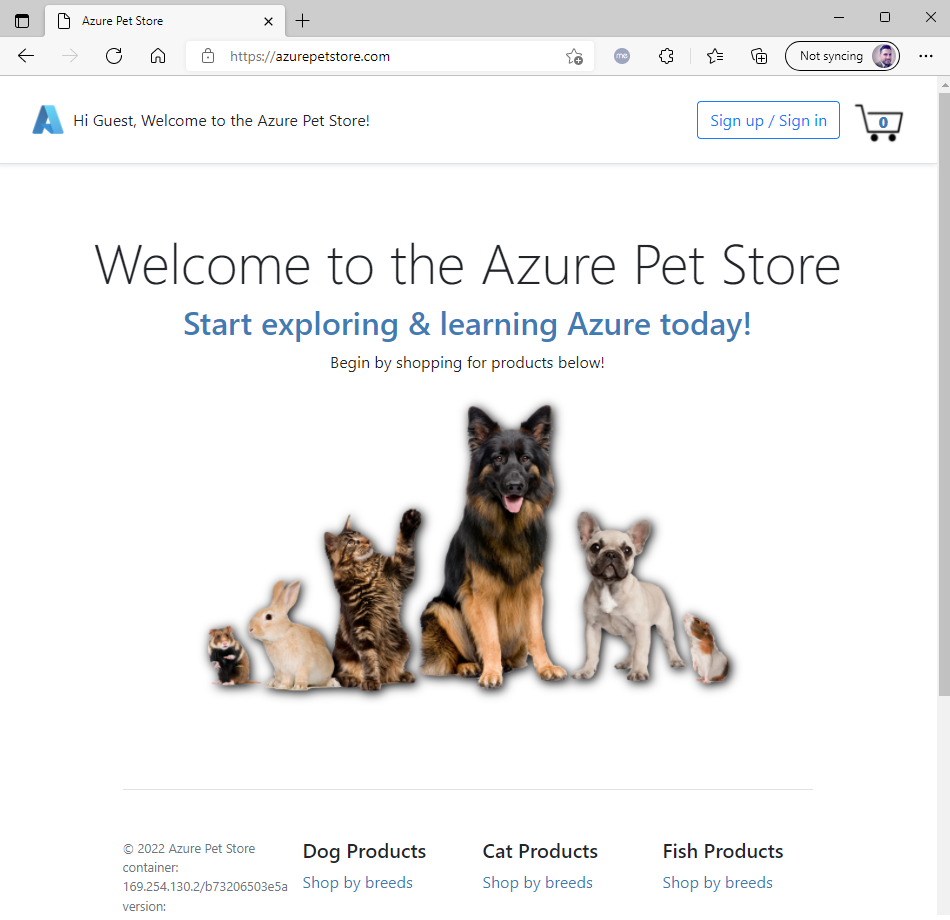 Azure Pet Store
https://azurepetstore.com
me
Not syncing
Hi Guest, Welcome to the Azure Pet Store!
Sign up / Sign in
0
Welcome to the Azure Pet Store
Start exploring & learning Azure today!
Begin by shopping for products below!
© 2022 Azure Pet Store
container:
169.254.130.2/b73206503e5a
version:
Dog Products
Shop by breeds
Cat Products
Shop by breeds
Fish Products
Shop by breeds